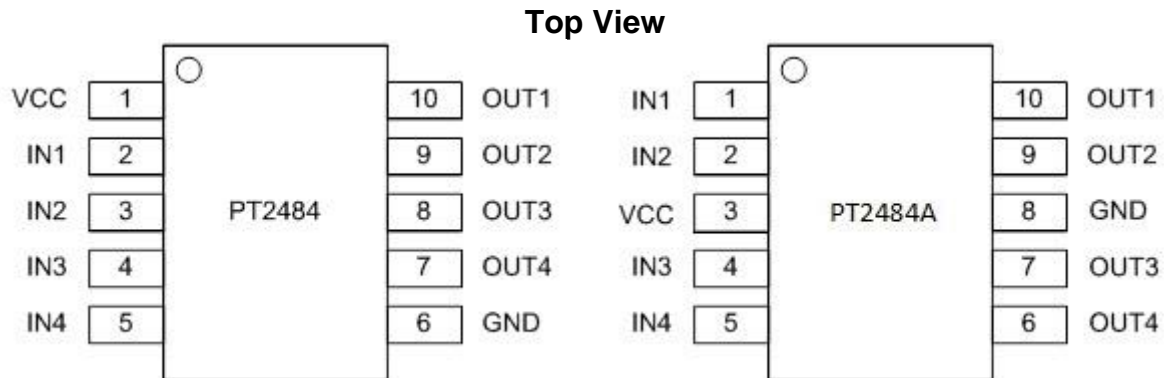 Top View
VCC 1 10 OUT1
IN1 2 9 OUT2
IN2 3 PT2484 8 OUT3
IN3 4 7 OUT4
IN4 5 6 GND
IN1 1 10 OUT1
IN2 2 9 OUT2
VCC 3 PT2484A 8 GND
IN3 4 7 OUT3
IN4 5 6 OUT4